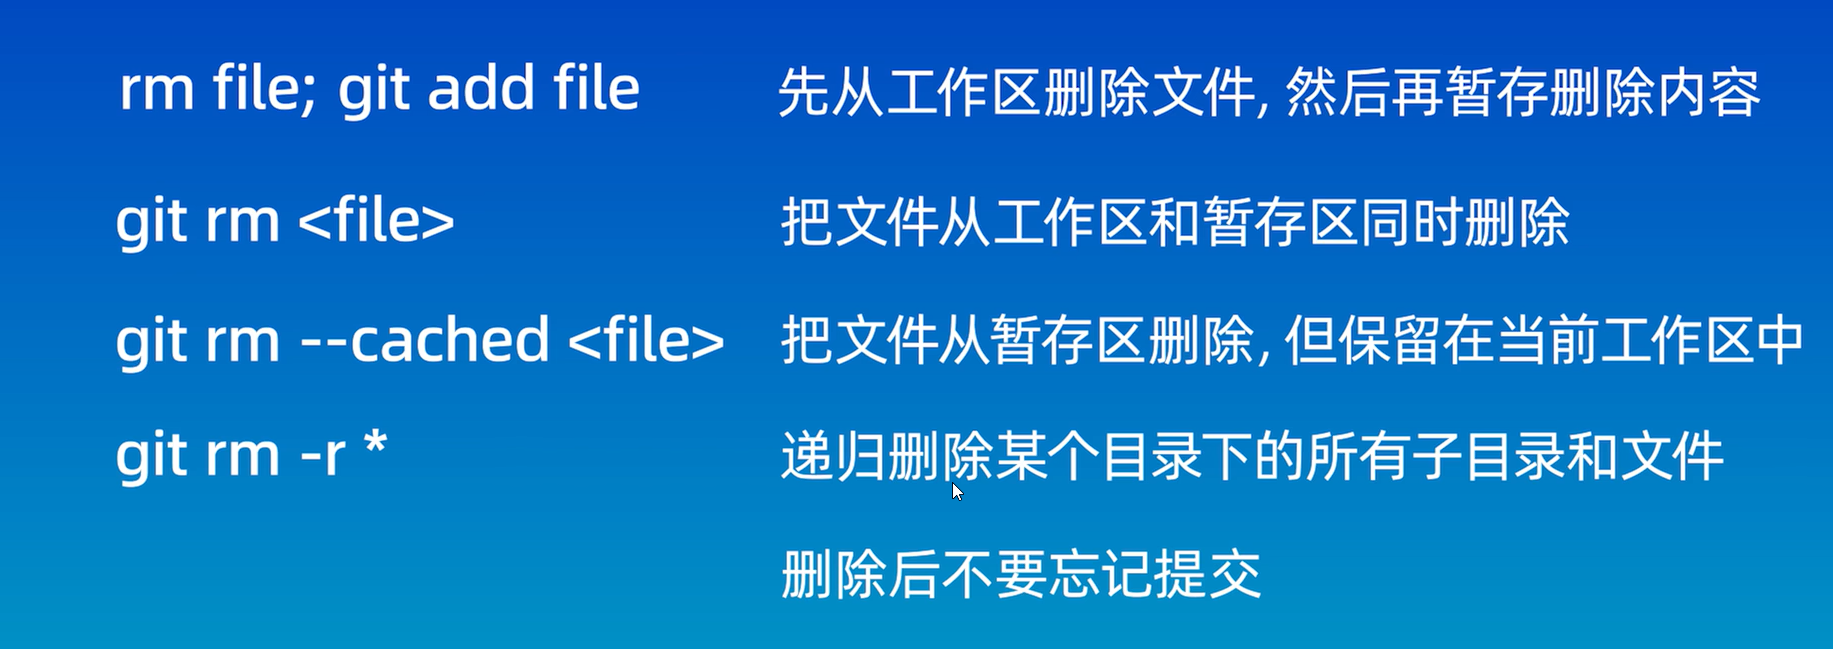 rm file; git add file 先从工作区删除文件, 然后再暂存删除内容
git rm <file> 把文件从工作区和暂存区同时删除
git rm --cached <file> 把文件从暂存区删除, 但保留在当前工作区中
git rm -r * 递归删除某个目录下的所有子目录和文件
删除后不要忘记提交